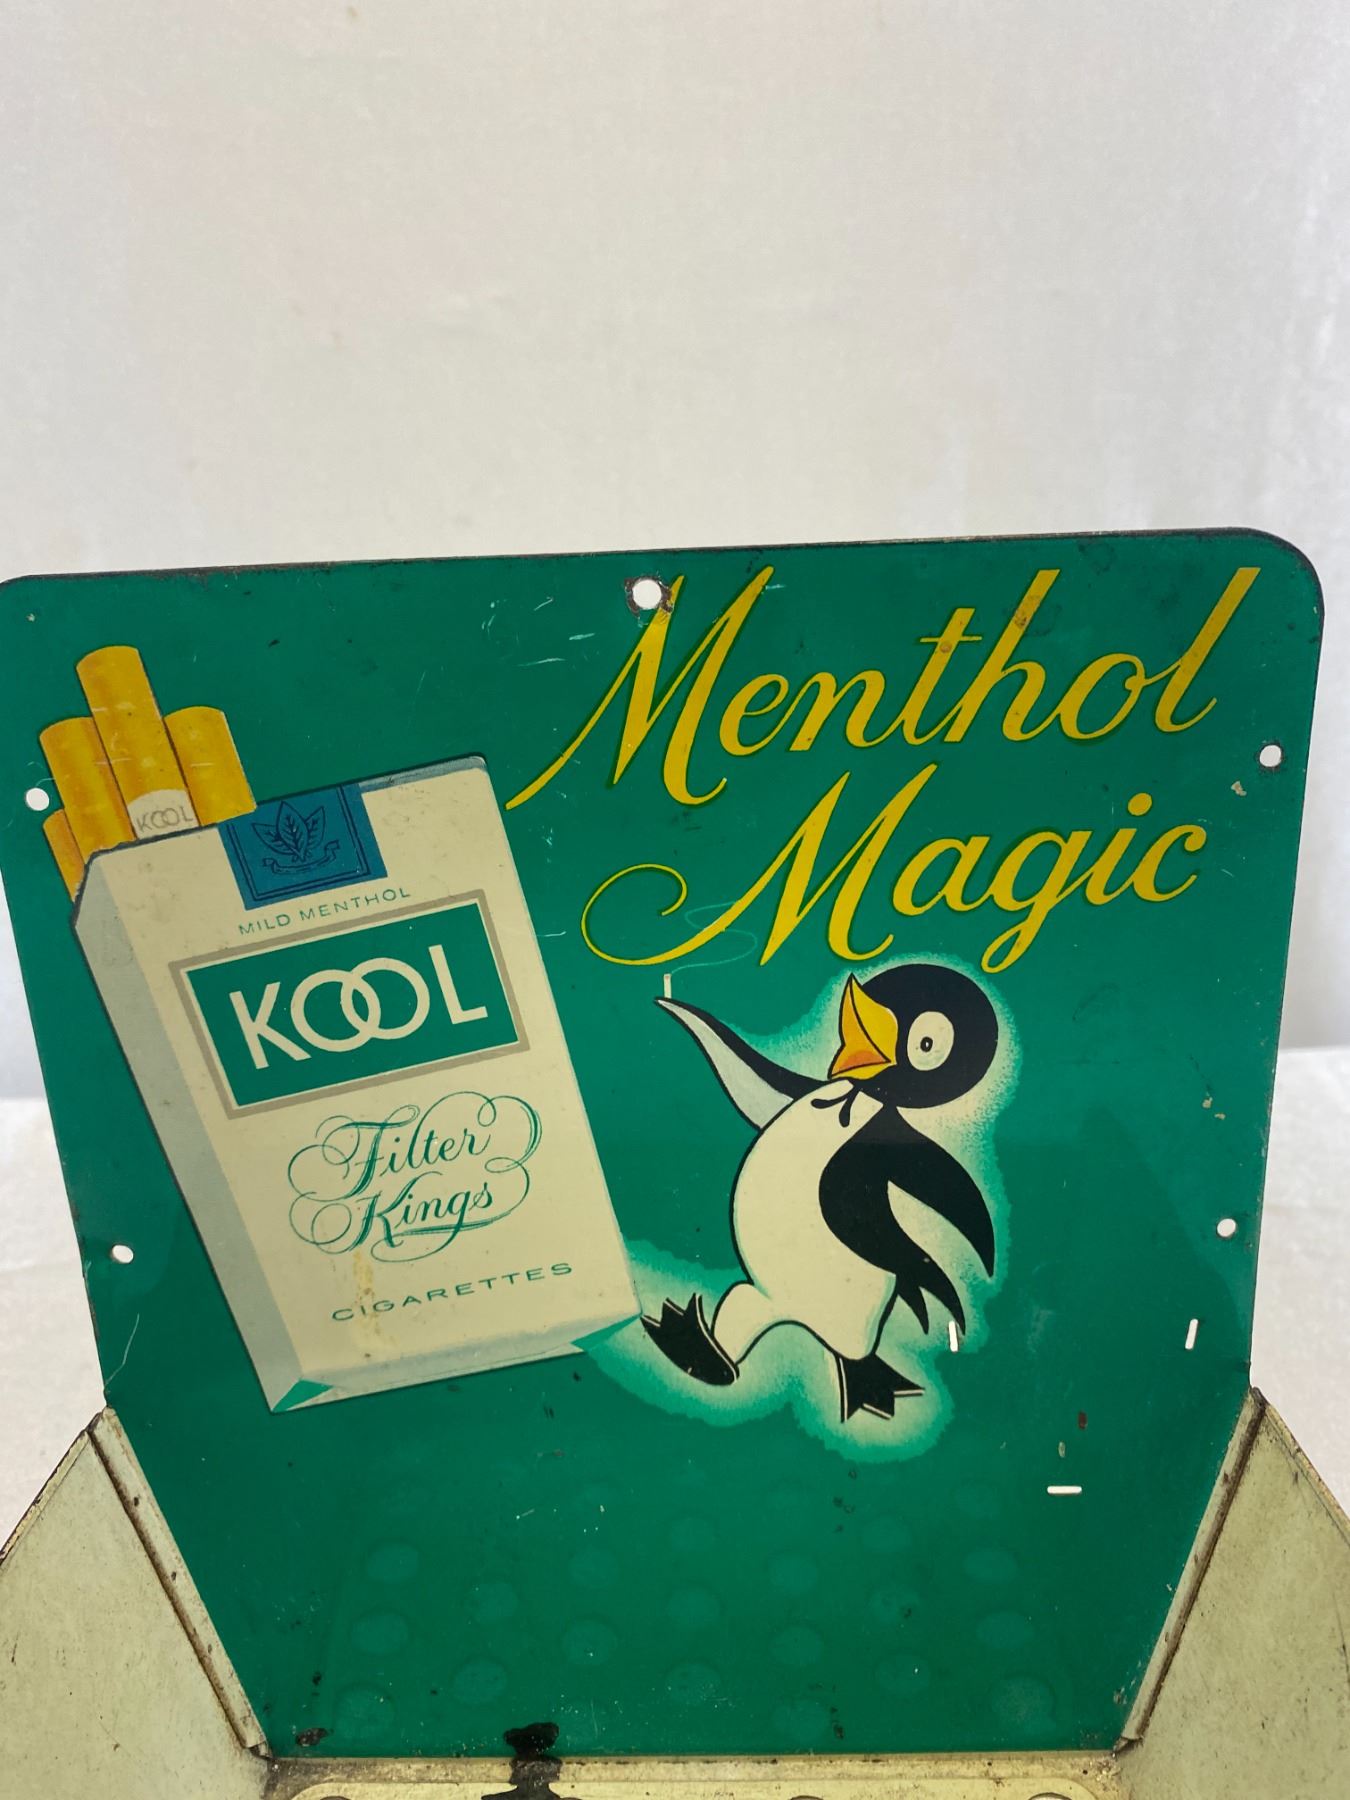 Menthol
Magic
KOOL
MILD MENTHOL
KOOL
Filter
Kings
CIGARETTES